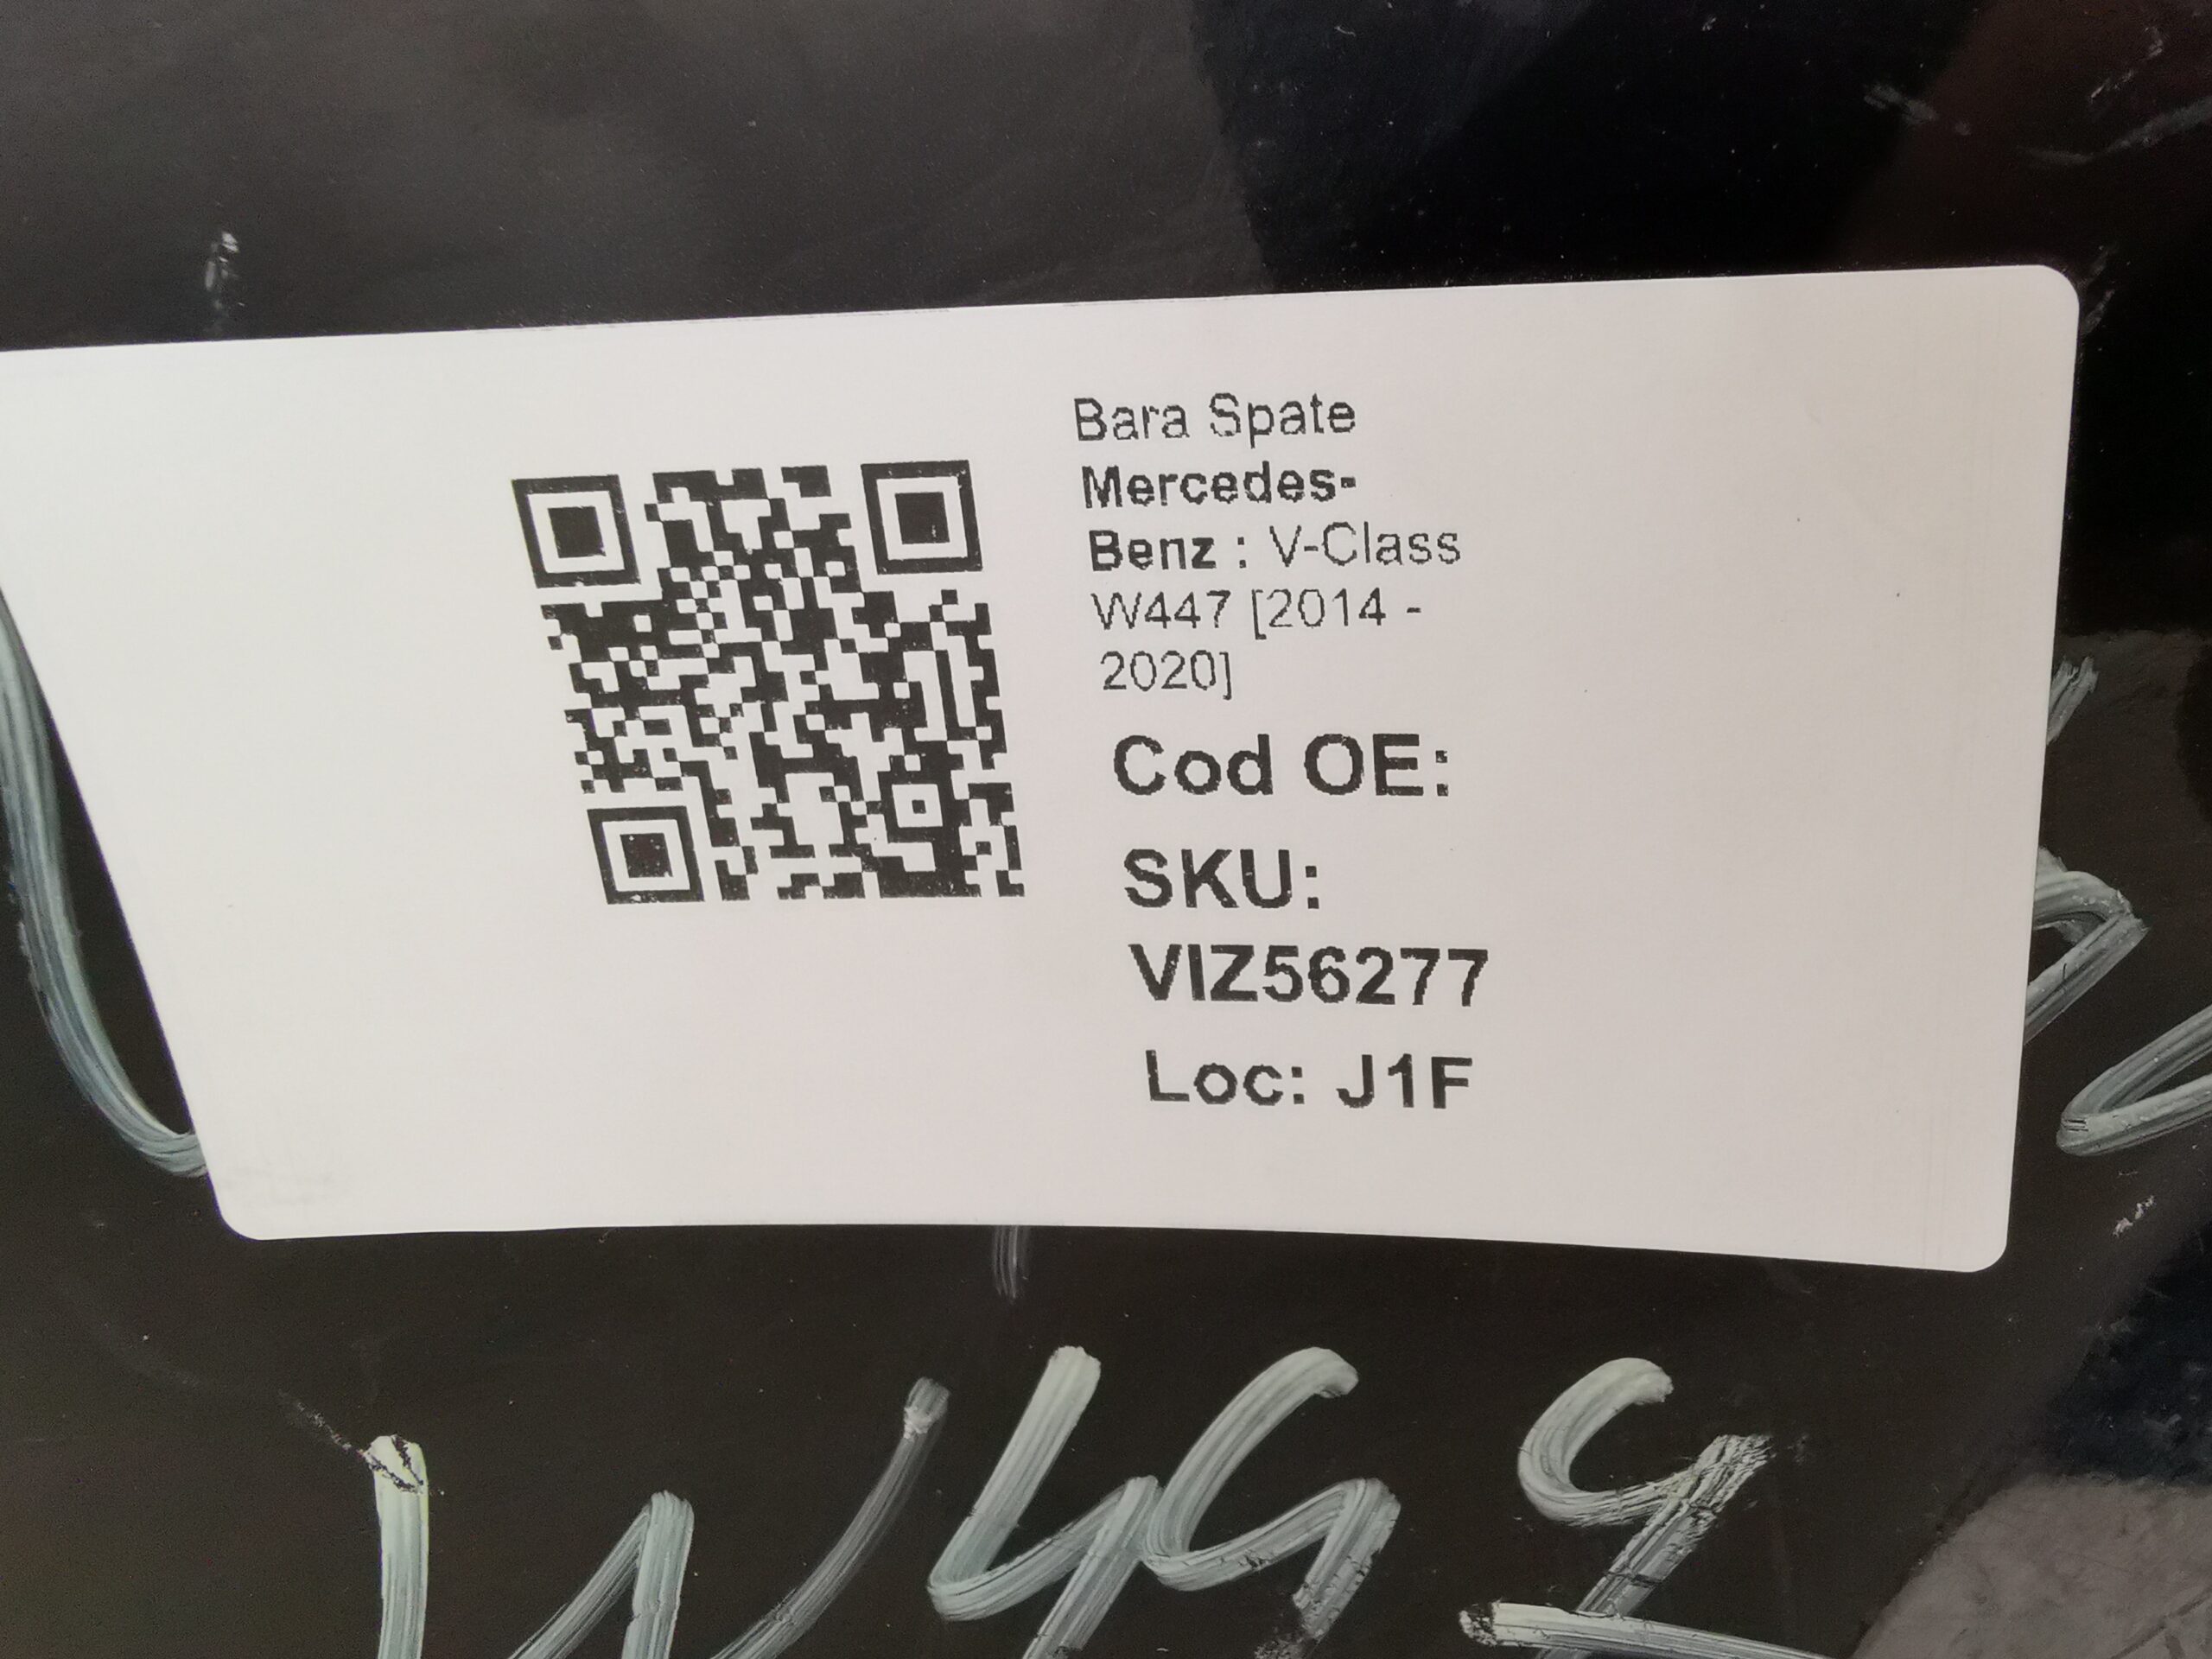 Bara Spate
Mercedes-
Benz : V-Class
W447 [2014 -
2020]
Cod OE:
SKU:
VIZ56277
Loc: J1F
W447